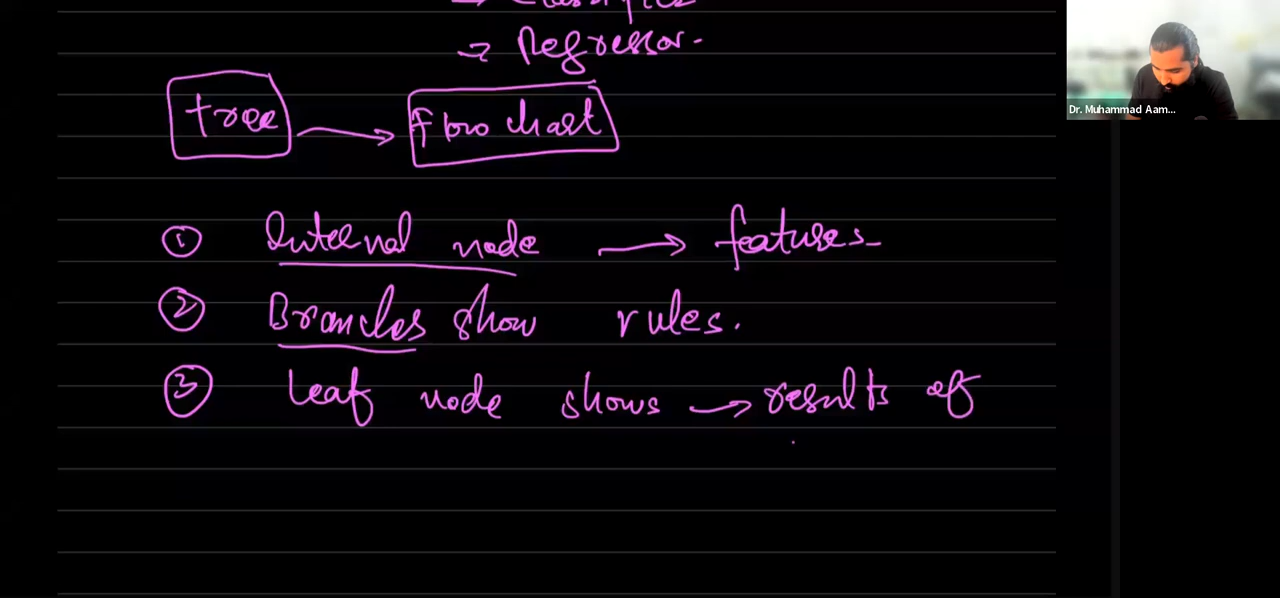 → Classifier
→ Regressor.
tree → Flow chart
① Internal node → features
② Branches show rules.
③ leaf node shows → results of
Dr. Muhammad Aam...